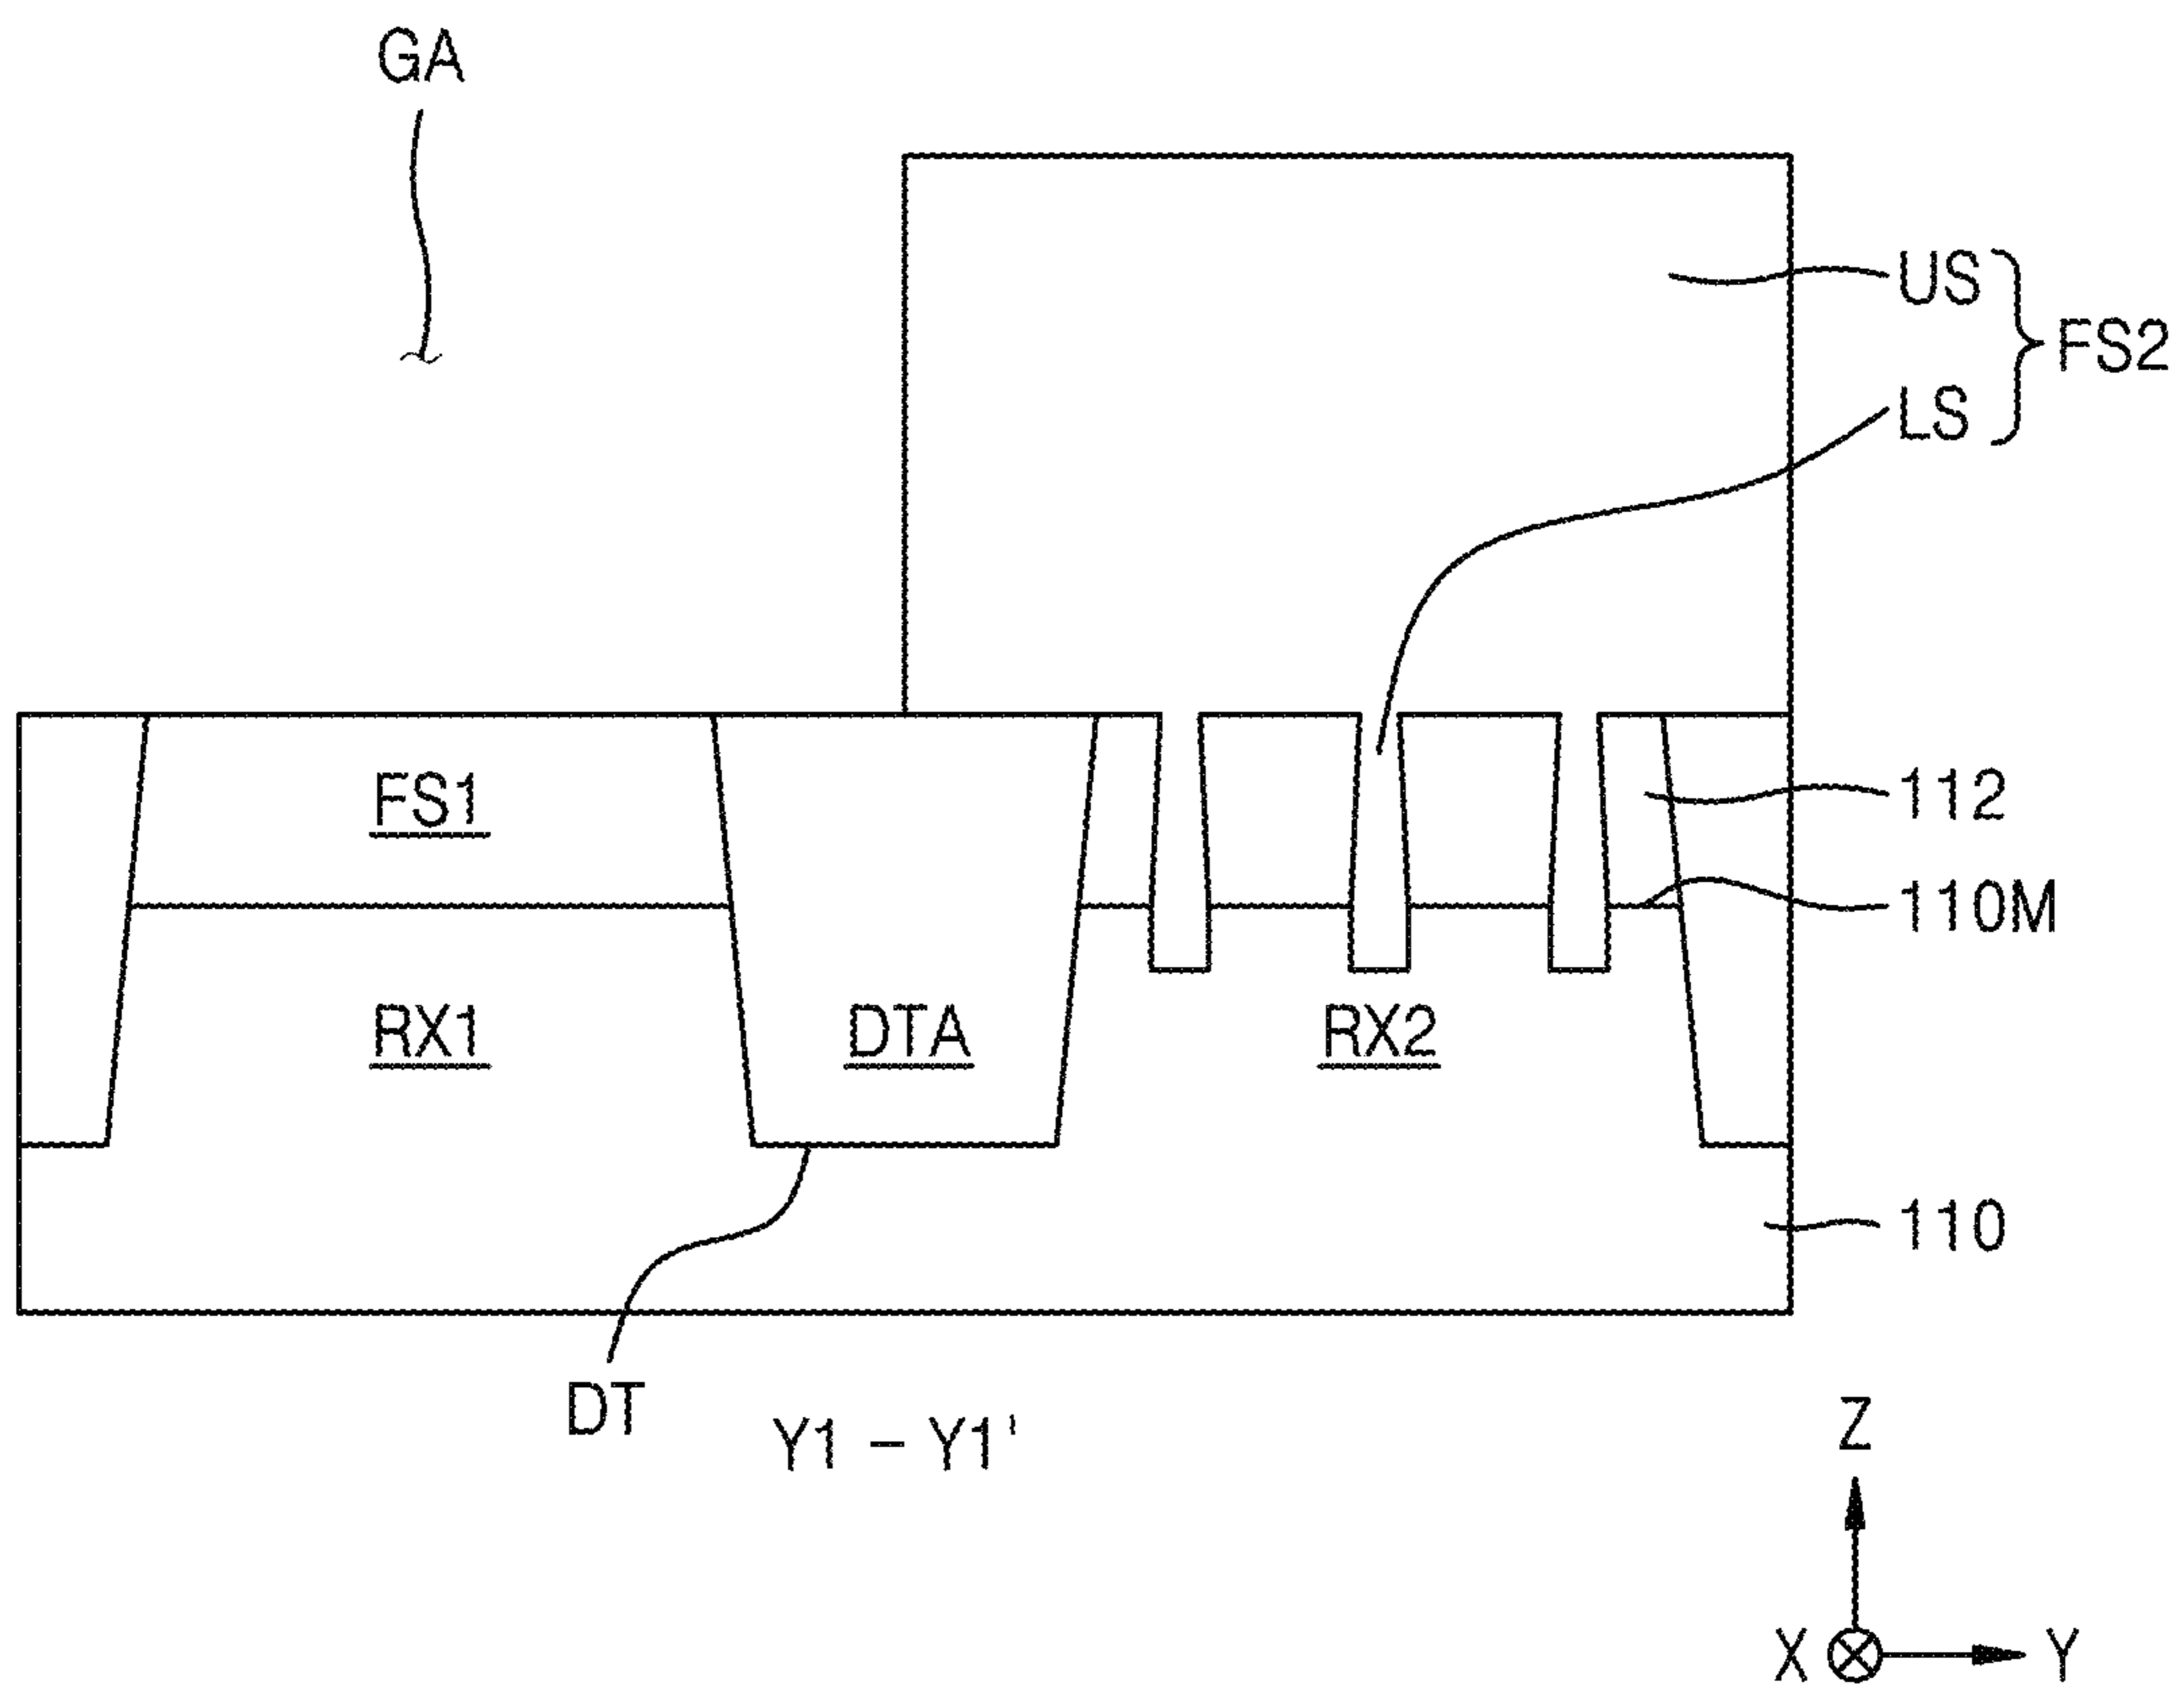 GA
US
FS2
LS
FS1
112
110M
RX1
DTA
RX2
110
DT
Y1 - Y1'
Z
X
Y